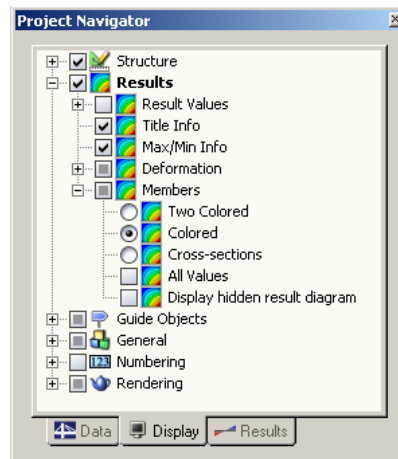 Project Navigator
Structure
Results
Result Values
Title Info
Max/Min Info
Deformation
Members
Two Colored
Colored
Cross-sections
All Values
Display hidden result diagram
Guide Objects
General
123 Numbering
Rendering
Data Display Results